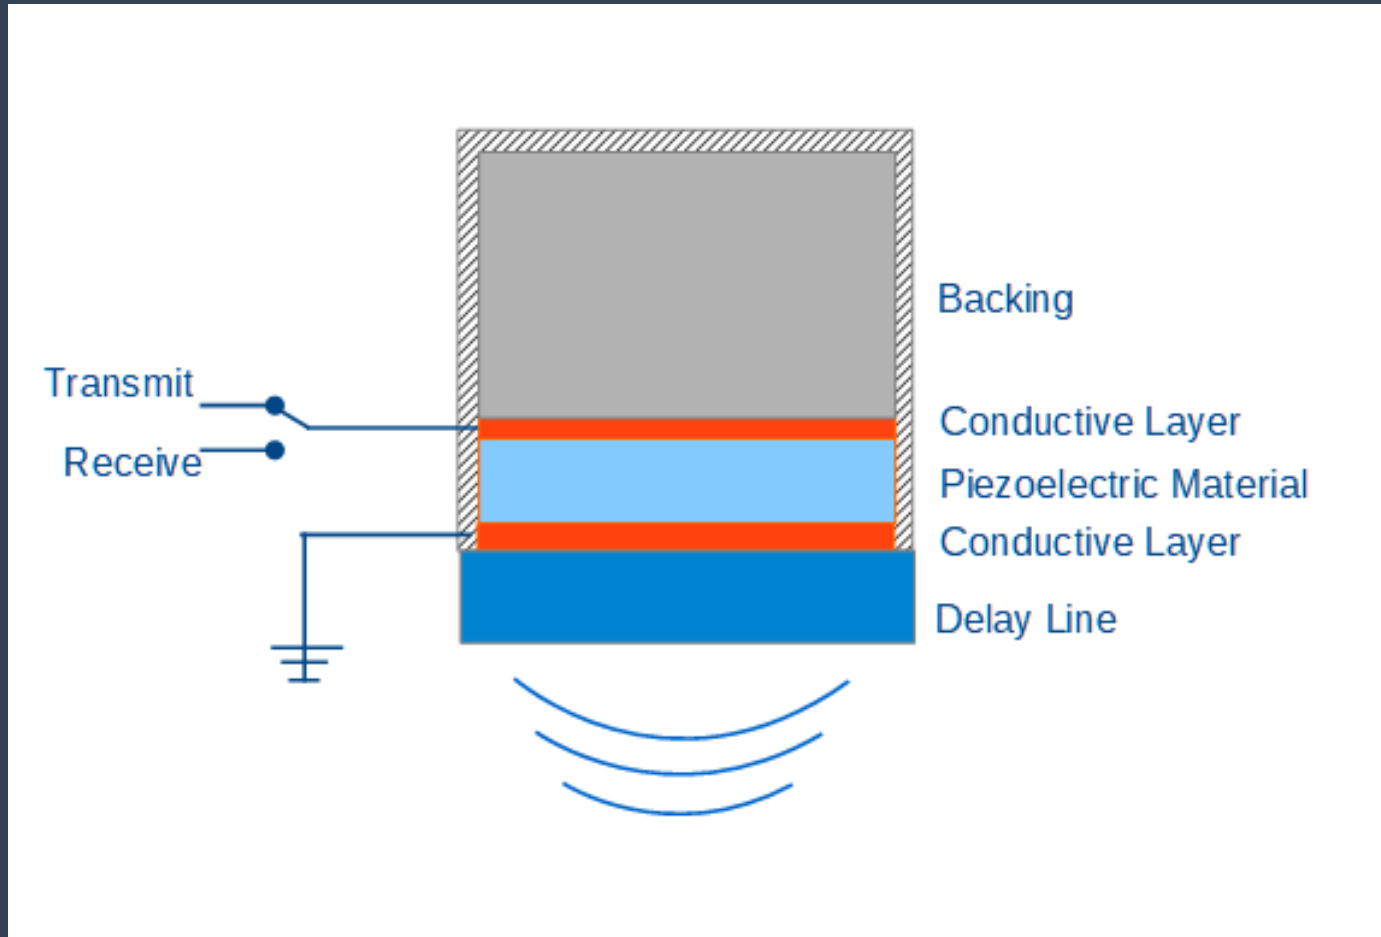 Backing
Transmit
Conductive Layer
Receive
Piezoelectric Material
Conductive Layer
Delay Line